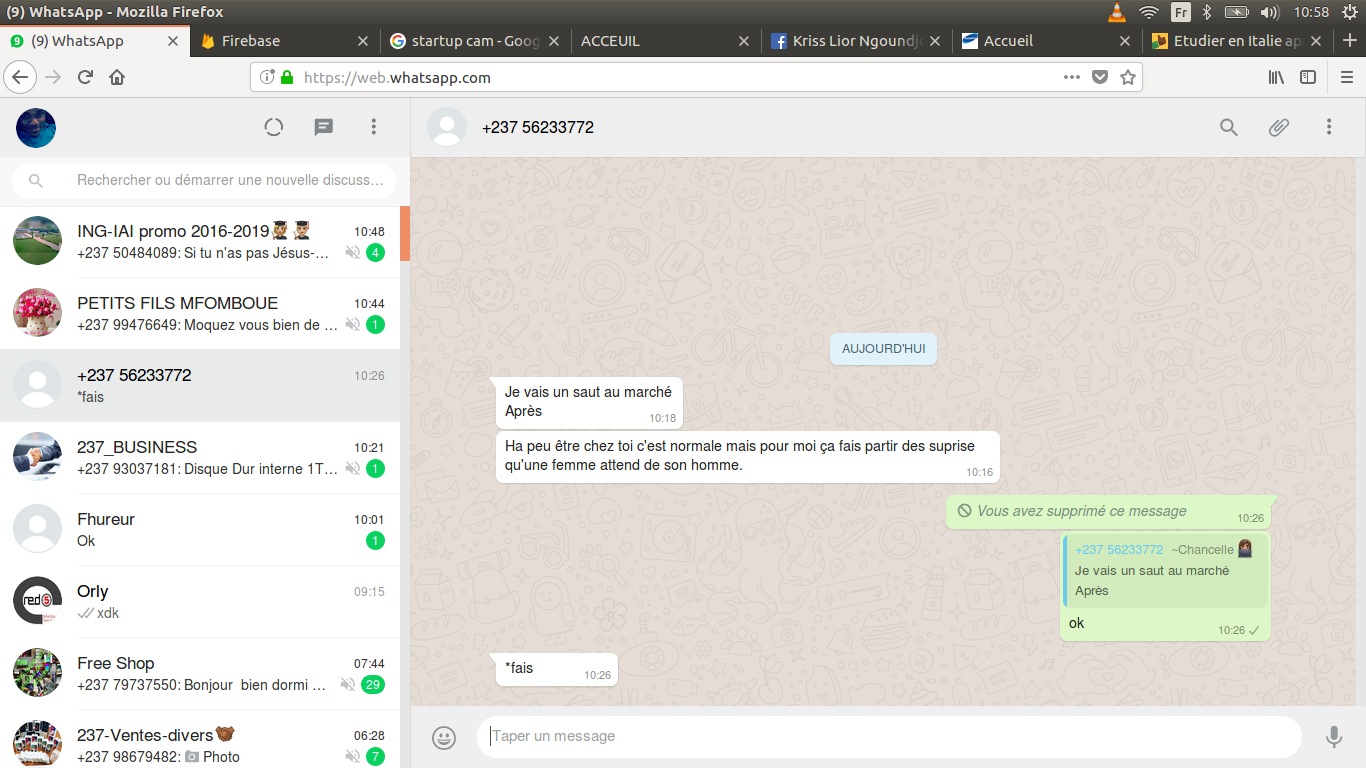 (9) WhatsApp - Mozilla Firefox
Fr
10:58
(9) WhatsApp
Firebase
startup cam - Goog
ACCEUIL
Kriss Lior Ngoundj
Accueil
Etudier en Italie ap
https://web.whatsapp.com
+237 56233772
Rechercher ou démarrer une nouvelle discuss…
ING-IAI promo 2016-2019
10:48
+237 50484089: Si tu n'as pas Jésus-…
4
PETITS FILS MFOMBOUE
10:44
+237 99476649: Moquez vous bien de …
1
+237 56233772
10:26
*fais
237_BUSINESS
10:21
+237 93037181: Disque Dur interne 1T…
1
Fhureur
10:01
Ok
1
Orly
09:15
xdk
red 5
Free Shop
07:44
+237 79737550: Bonjour bien dormi …
29
237-Ventes-divers
06:28
+237 98679482: Photo
7
AUJOURD'HUI
Je vais un saut au marché
Après
10:18
Ha peu être chez toi c'est normale mais pour moi ça fais partir des suprise
qu'une femme attend de son homme.
10:16
Vous avez supprimé ce message
10:26
+237 56233772 ~Chancelle
Je vais un saut au marché
Après
ok
10:26
*fais
10:26
Taper un message